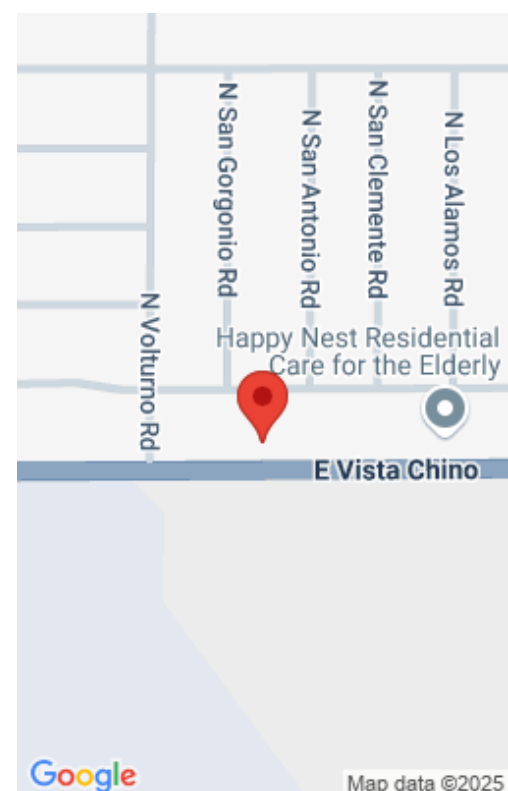 N San Gorgonio Rd
N San Antonio Rd
N San Clemente Rd
N Los Alamos Rd
N Volturno Rd
Happy Nest Residential
Care for the Elderly
E Vista Chino
Google
Map data ©2025